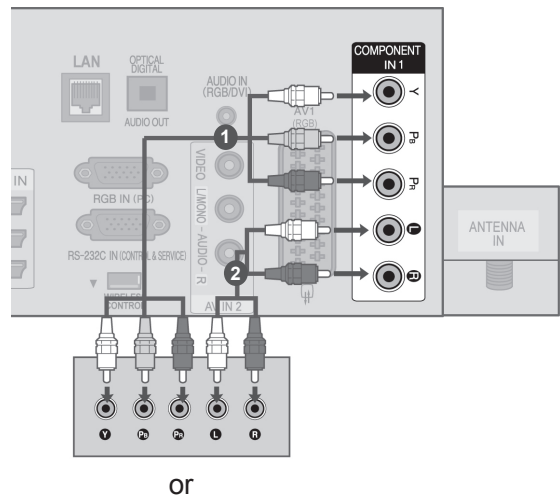 COMPONENT
IN 1
LAN
OPTICAL
DIGITAL
AUDIO OUT
AUDIO IN
(RGB/DVI)
AV1
(RGB)
Y
PB
PR
L
R
1
2
IN
RGB IN (PC)
RS-232C IN (CONTROL & SERVICE)
WIRELESS
CONTROL
VIDEO
L/MONO - AUDIO - R
AV IN 2
ANTENNA
IN
Y
PB
PR
L
R
or